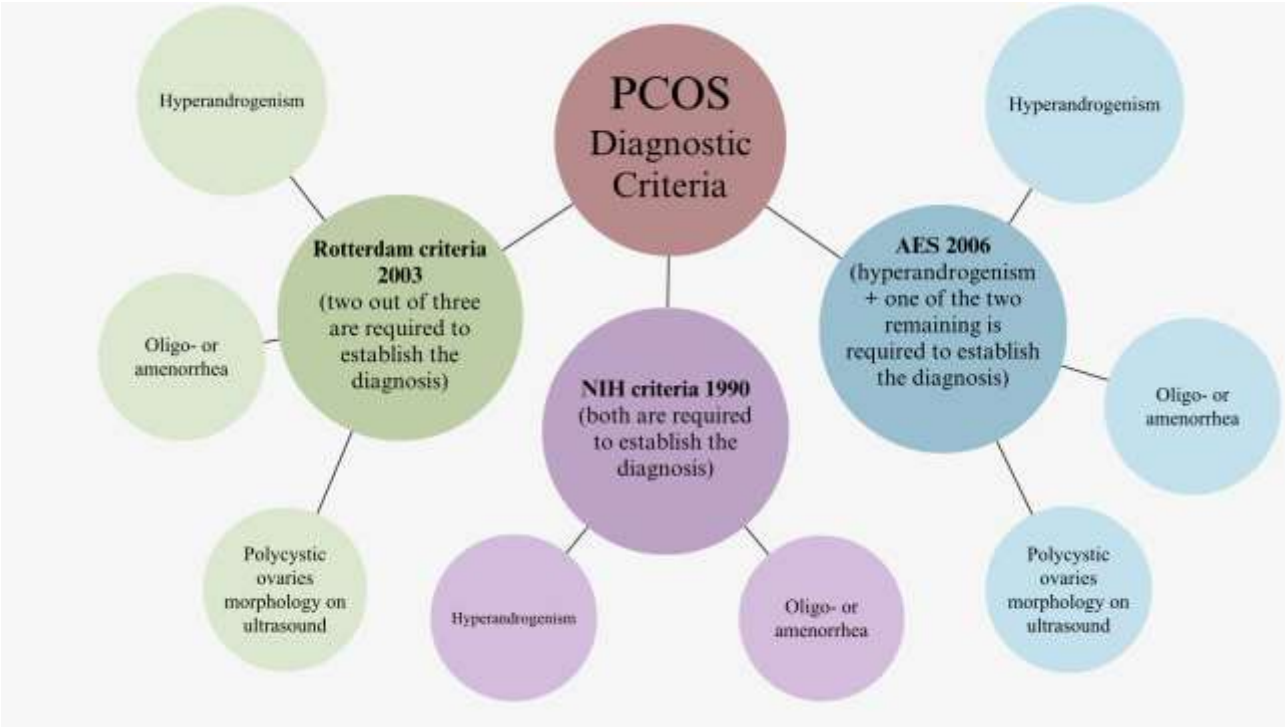 PCOS
Diagnostic
Criteria
Rotterdam criteria
2003
(two out of three
are required to
establish the
diagnosis)
Hyperandrogenism
Oligo- or
amenorrhea
Polycystic
ovaries
morphology on
ultrasound
NIH criteria 1990
(both are required
to establish the
diagnosis)
Hyperandrogenism
Oligo- or
amenorrhea
AES 2006
(hyperandrogenism
+ one of the two
remaining is
required to establish
the diagnosis)
Hyperandrogenism
Oligo- or
amenorrhea
Polycystic
ovaries
morphology on
ultrasound